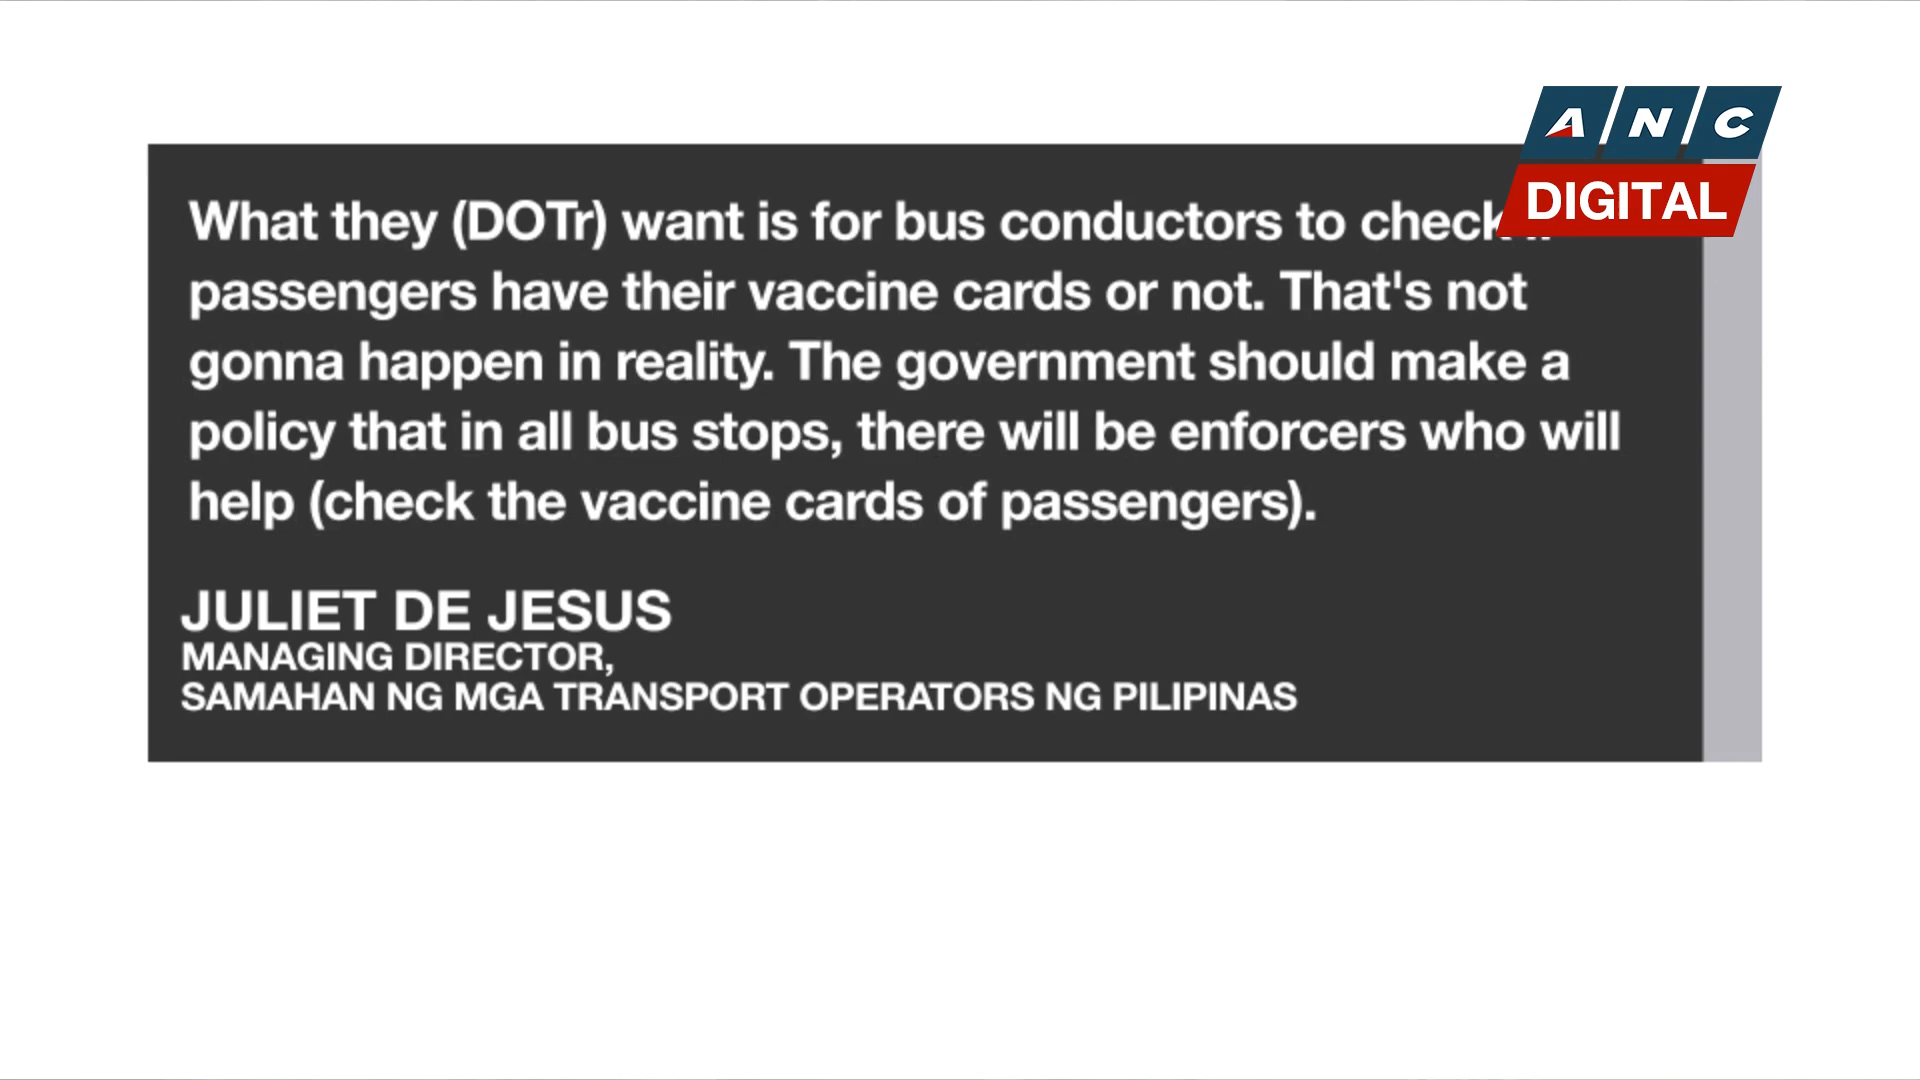 ANC
DIGITAL
What they (DOTr) want is for bus conductors to check
passengers have their vaccine cards or not. That's not
gonna happen in reality. The government should make a
policy that in all bus stops, there will be enforcers who will
help (check the vaccine cards of passengers).
JULIET DE JESUS
MANAGING DIRECTOR,
SAMAHAN NG MGA TRANSPORT OPERATORS NG PILIPINAS